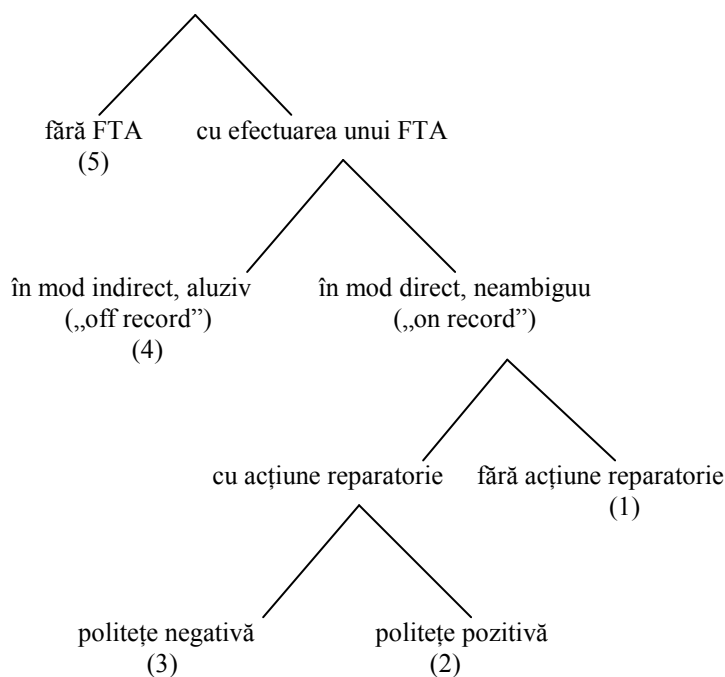 fără FTA cu efectuarea unui FTA
(5)
în mod indirect, aluziv în mod direct, neambiguu
(„off record”) („on record”)
(4)
cu acțiune reparatorie fără acțiune reparatorie
(1)
politețe negativă politețe pozitivă
(3) (2)